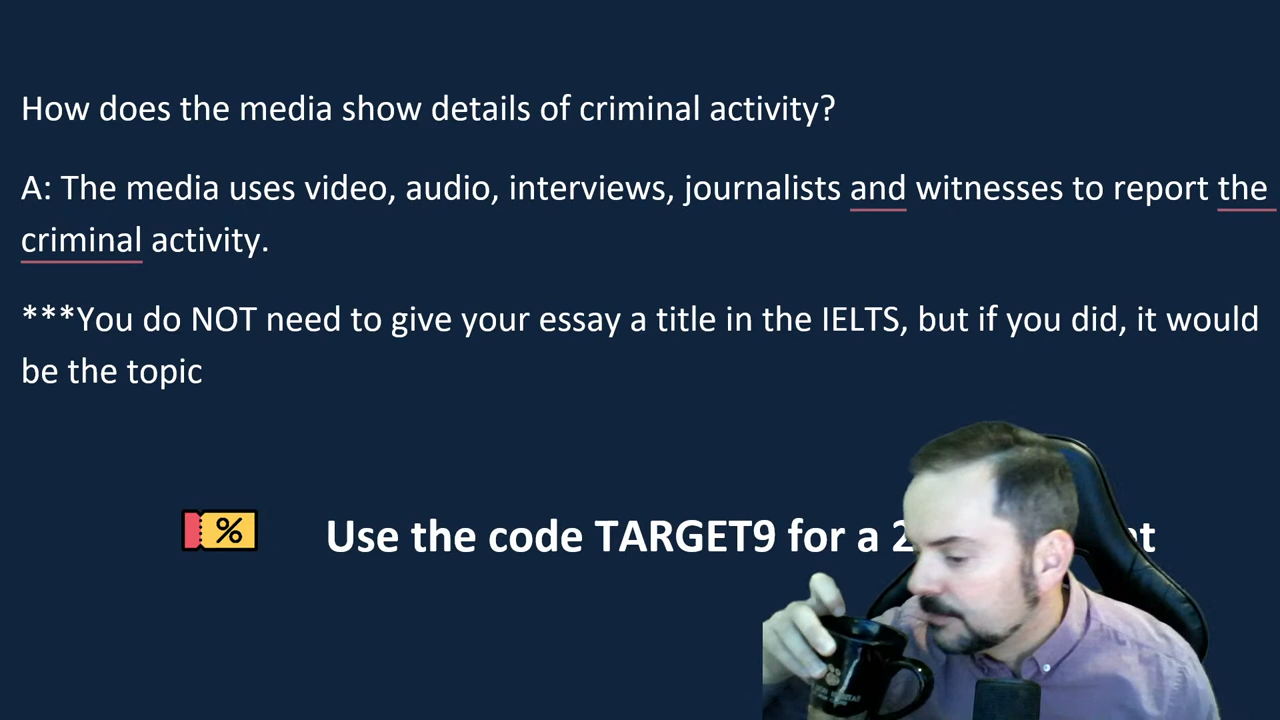 How does the media show details of criminal activity?
A: The media uses video, audio, interviews, journalists and witnesses to report the
criminal activity.
***You do NOT need to give your essay a title in the IELTS, but if you did, it would
be the topic
%
Use the code TARGET9 for a